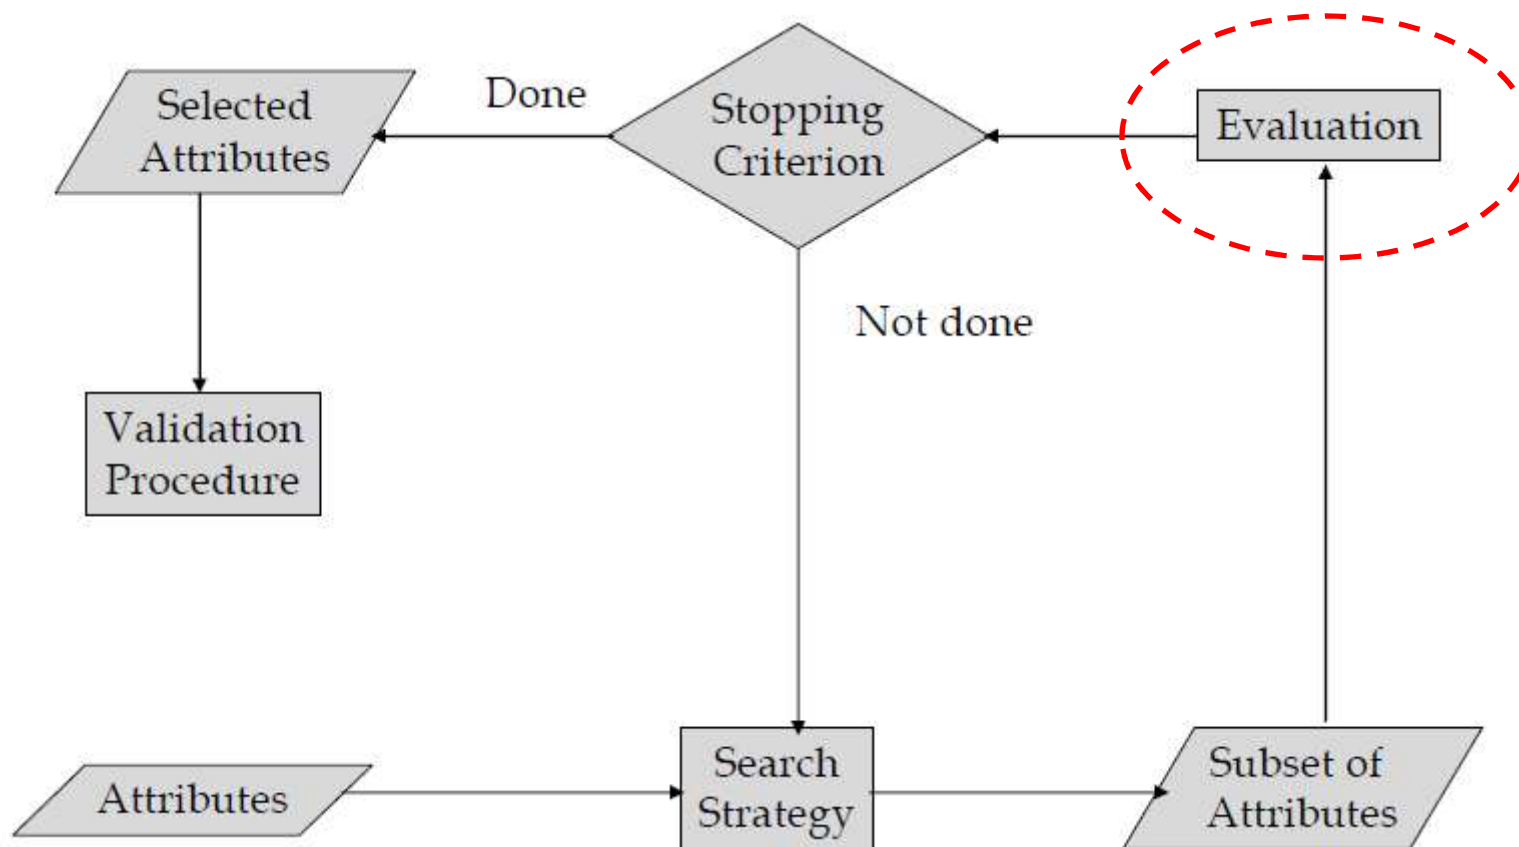 Selected
Attributes
Done
Stopping
Criterion
Evaluation
Not done
Validation
Procedure
Attributes
Search
Strategy
Subset of
Attributes